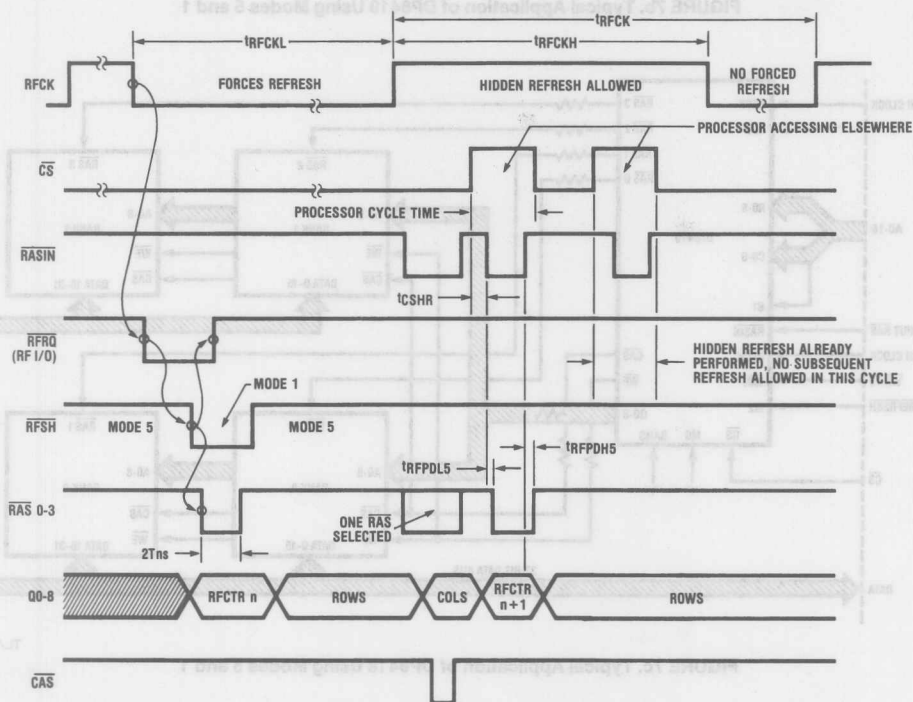 tRFCK
tRFCKL
tRFCKH
RFCK
FORCES REFRESH
HIDDEN REFRESH ALLOWED
NO FORCED
REFRESH
PROCESSOR ACCESSING ELSEWHERE
CS
PROCESSOR CYCLE TIME
RASIN
tCSHR
RFRQ
(RF I/O)
HIDDEN REFRESH ALREADY
PERFORMED, NO SUBSEQUENT
REFRESH ALLOWED IN THIS CYCLE
MODE 1
RFSH
MODE 5
MODE 5
tRFPDL5
tRFPDH5
RAS 0-3
ONE RAS
SELECTED
2Tns
Q0-8
RFCTR n
ROWS
COLS
RFCTR
n+1
ROWS
CAS